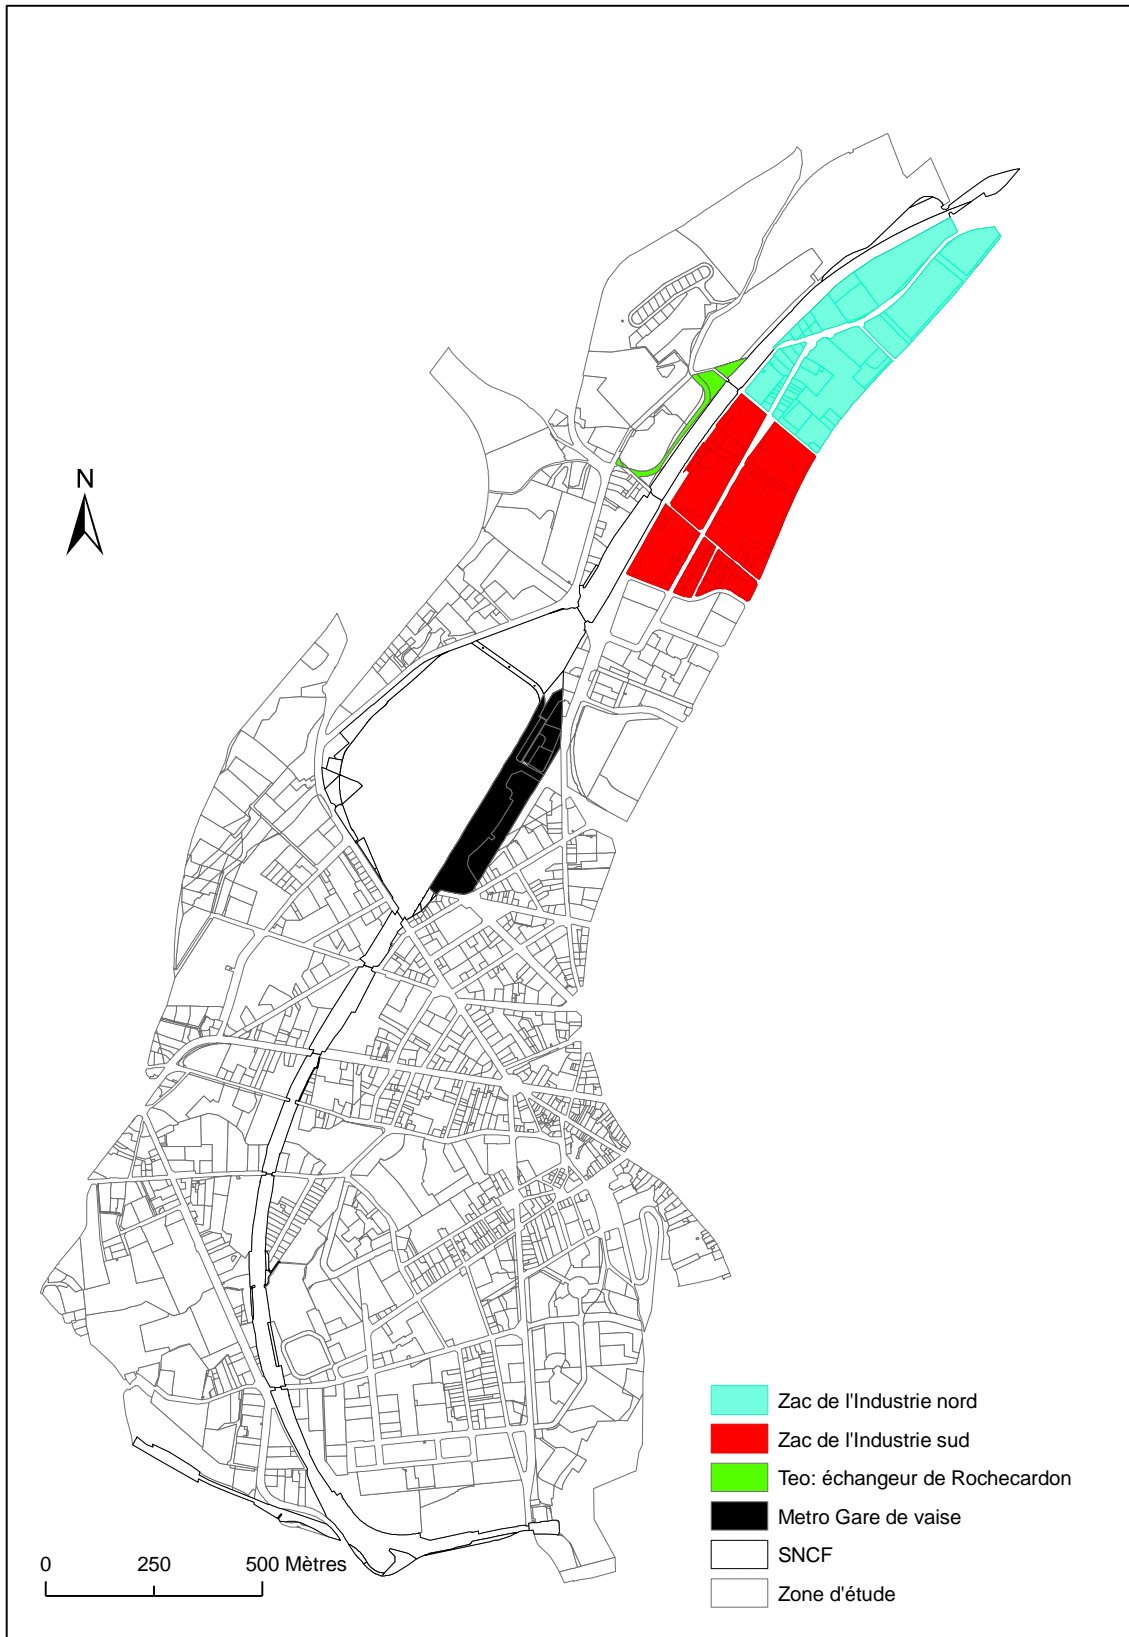 N
Zac de l'Industrie nord
Zac de l'Industrie sud
Teo: échangeur de Rochecardon
Metro Gare de vaise
SNCF
Zone d'étude
0 250 500 Mètres